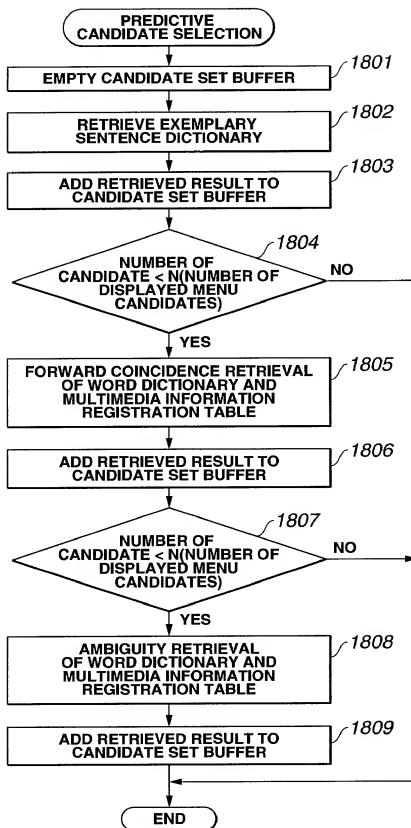 PREDICTIVE
CANDIDATE SELECTION
1801
EMPTY CANDIDATE SET BUFFER
1802
RETRIEVE EXEMPLARY
SENTENCE DICTIONARY
1803
ADD RETRIEVED RESULT TO
CANDIDATE SET BUFFER
1804
NUMBER OF
CANDIDATE < N(NUMBER OF
DISPLAYED MENU
CANDIDATES)
NO
YES
1805
FORWARD COINCIDENCE RETRIEVAL
OF WORD DICTIONARY AND
MULTIMEDIA INFORMATION
REGISTRATION TABLE
1806
ADD RETRIEVED RESULT TO
CANDIDATE SET BUFFER
1807
NUMBER OF
CANDIDATE < N(NUMBER OF
DISPLAYED MENU
CANDIDATES)
NO
YES
1808
AMBIGUITY RETRIEVAL
OF WORD DICTIONARY AND
MULTIMEDIA INFORMATION
REGISTRATION TABLE
1809
ADD RETRIEVED RESULT TO
CANDIDATE SET BUFFER
END